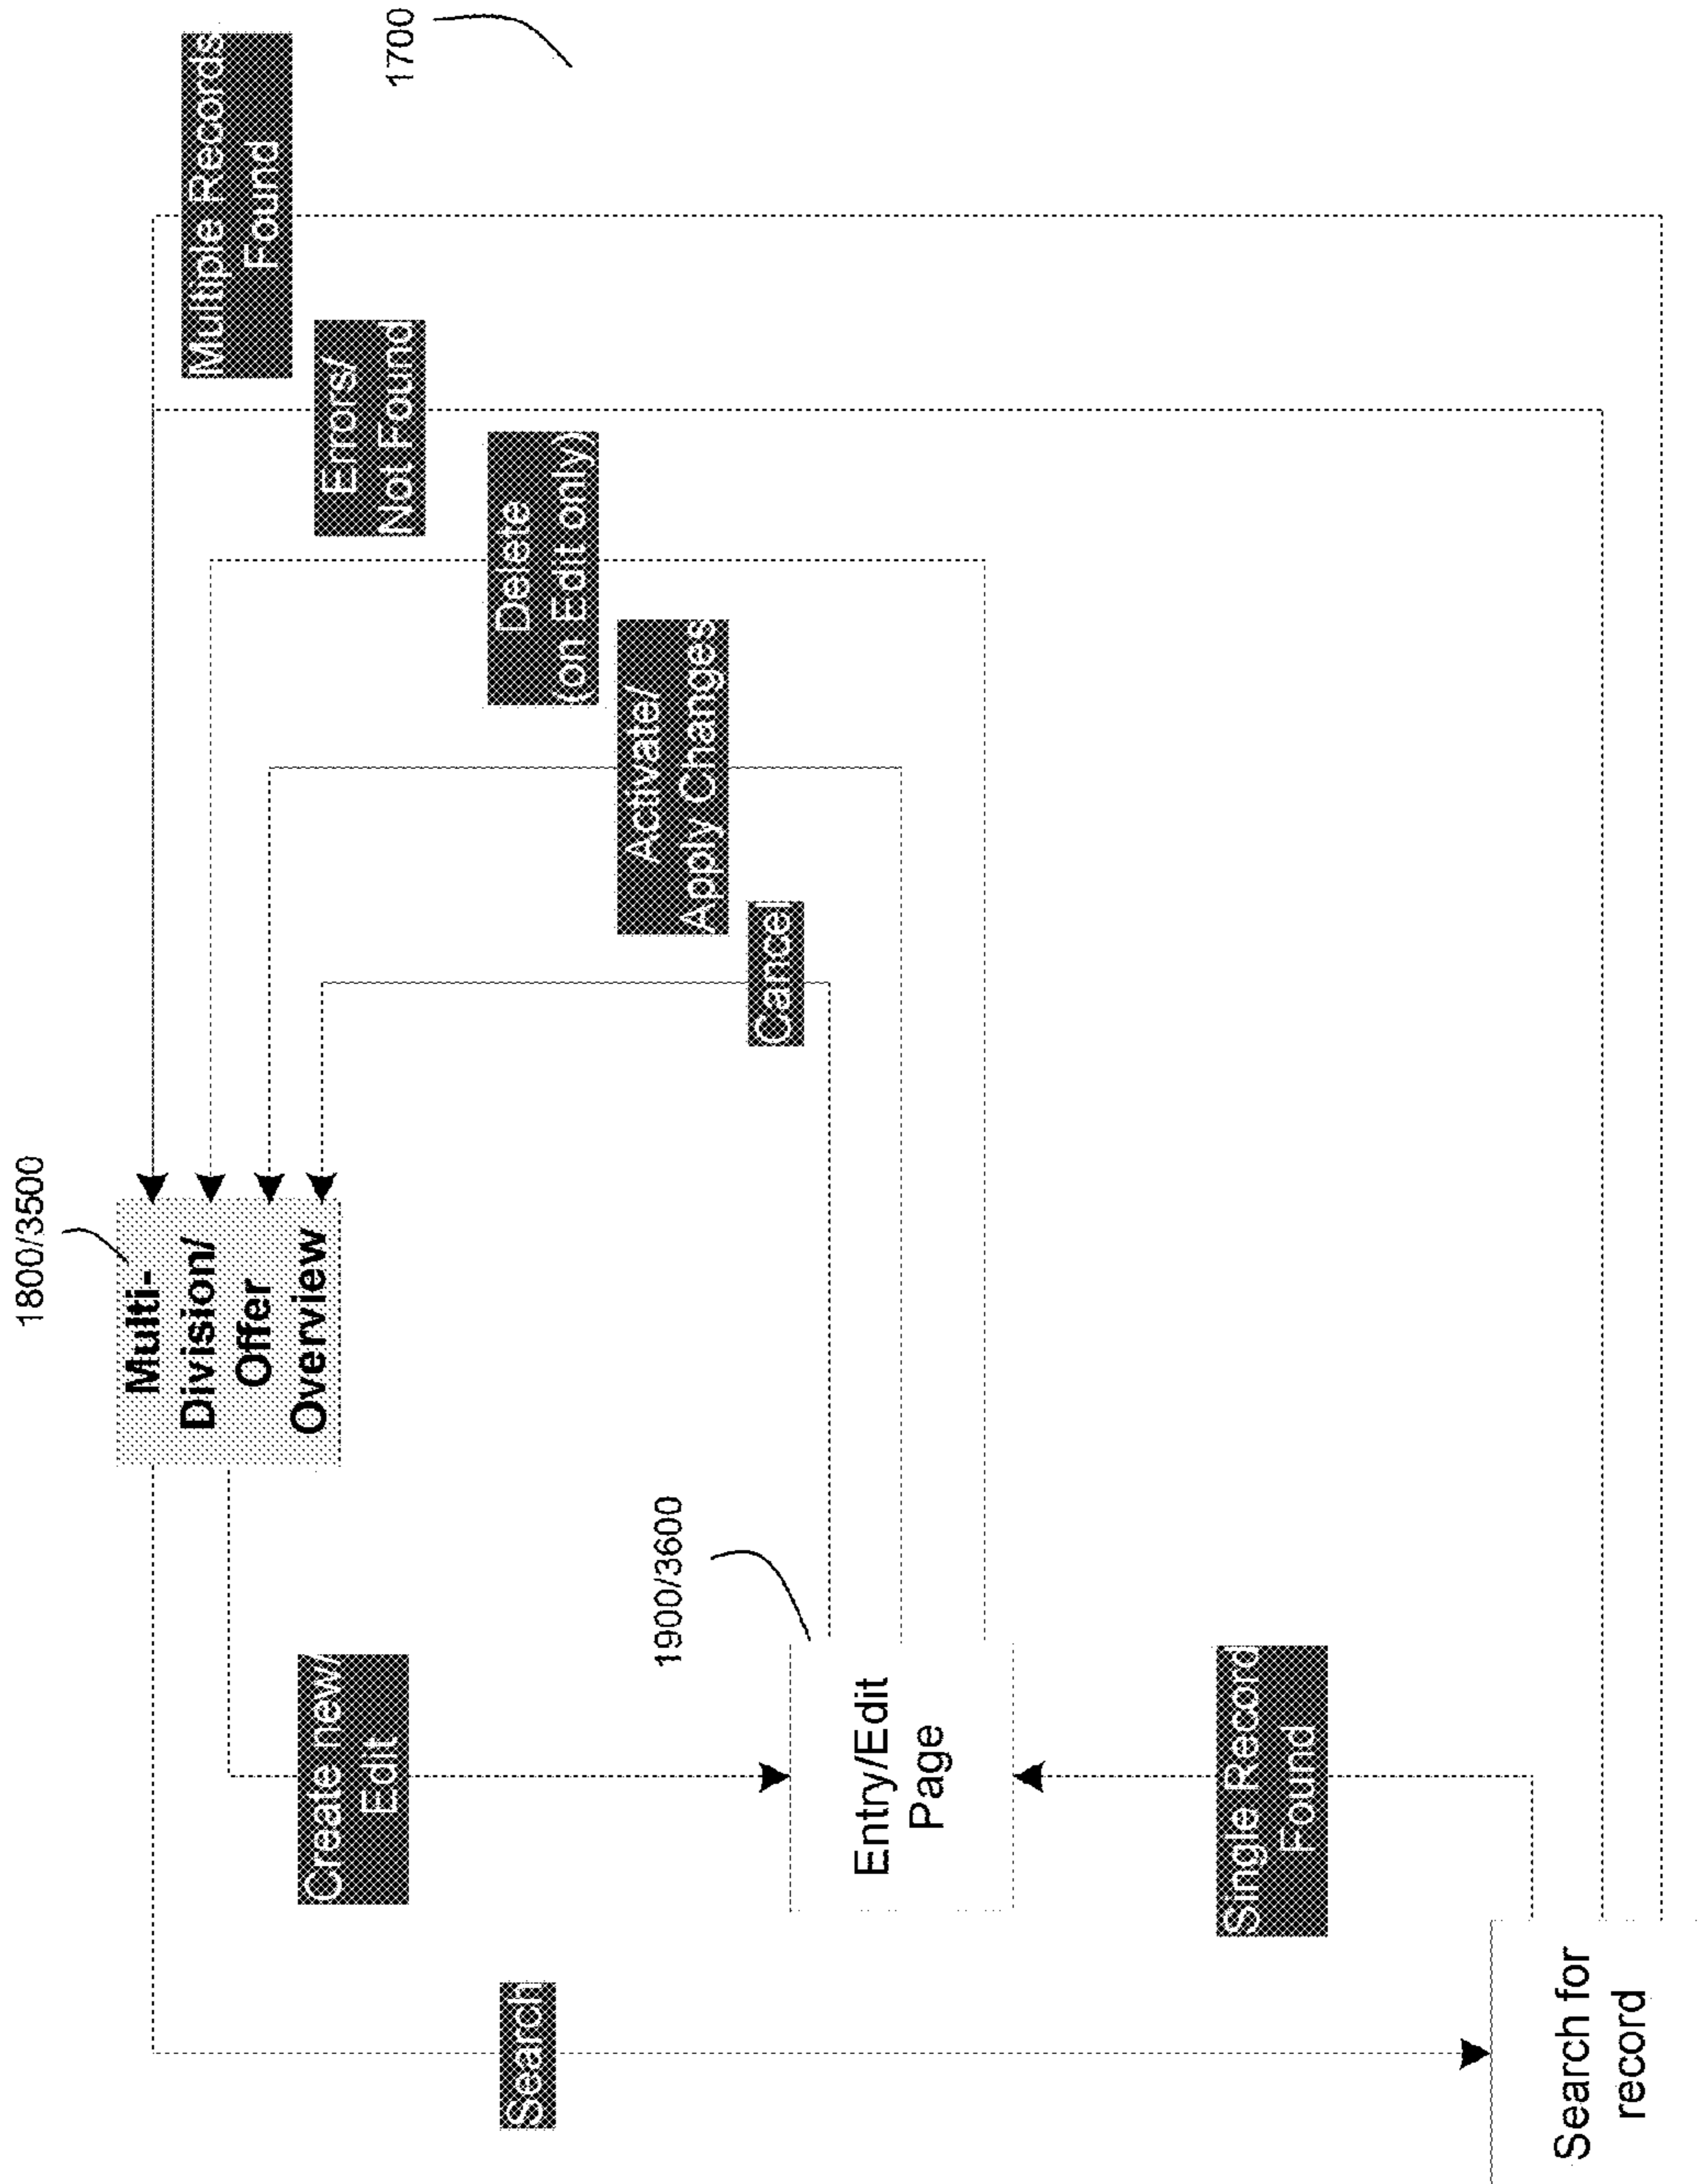 1800/3500
Multi-
Division/
Offer
Overview
Search
Create new/
Edit
1900/3600
Entry/Edit
Page
Single Record
Found
Search for
record
Cancel
Activate/
Apply Changes
Delete
(on Edit only)
Errors/
Not Found
Multiple Records
Found
1700